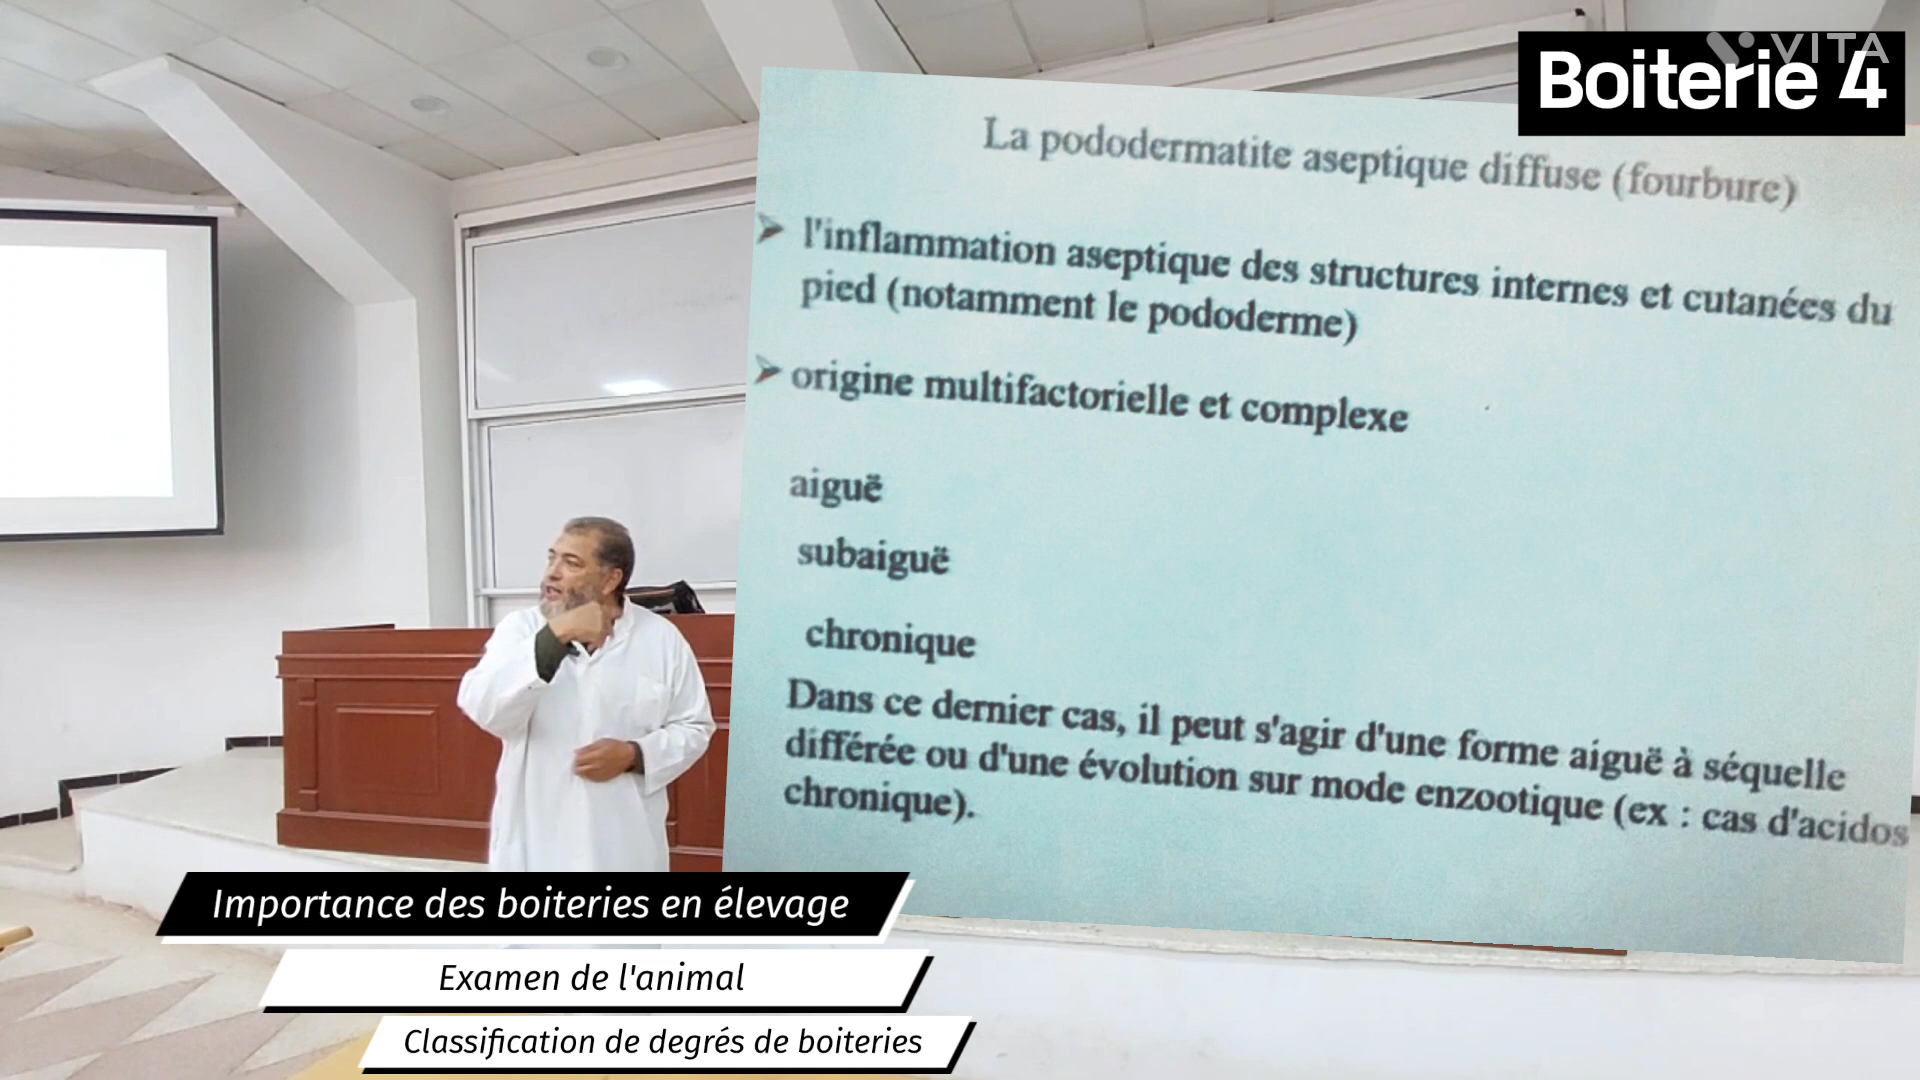 VITA
Boiterie 4
La pododermatite aseptique diffuse (fourbure)
l'inflammation aseptique des structures internes et cutanées du
pied (notamment le pododerme)
origine multifactorielle et complexe
aiguë
subaiguë
chronique
Dans ce dernier cas, il peut s'agir d'une forme aiguë à séquelle
différée ou d'une évolution sur mode enzootique (ex : cas d'acidos
chronique).
Importance des boiteries en élevage
Examen de l'animal
Classification de degrés de boiteries